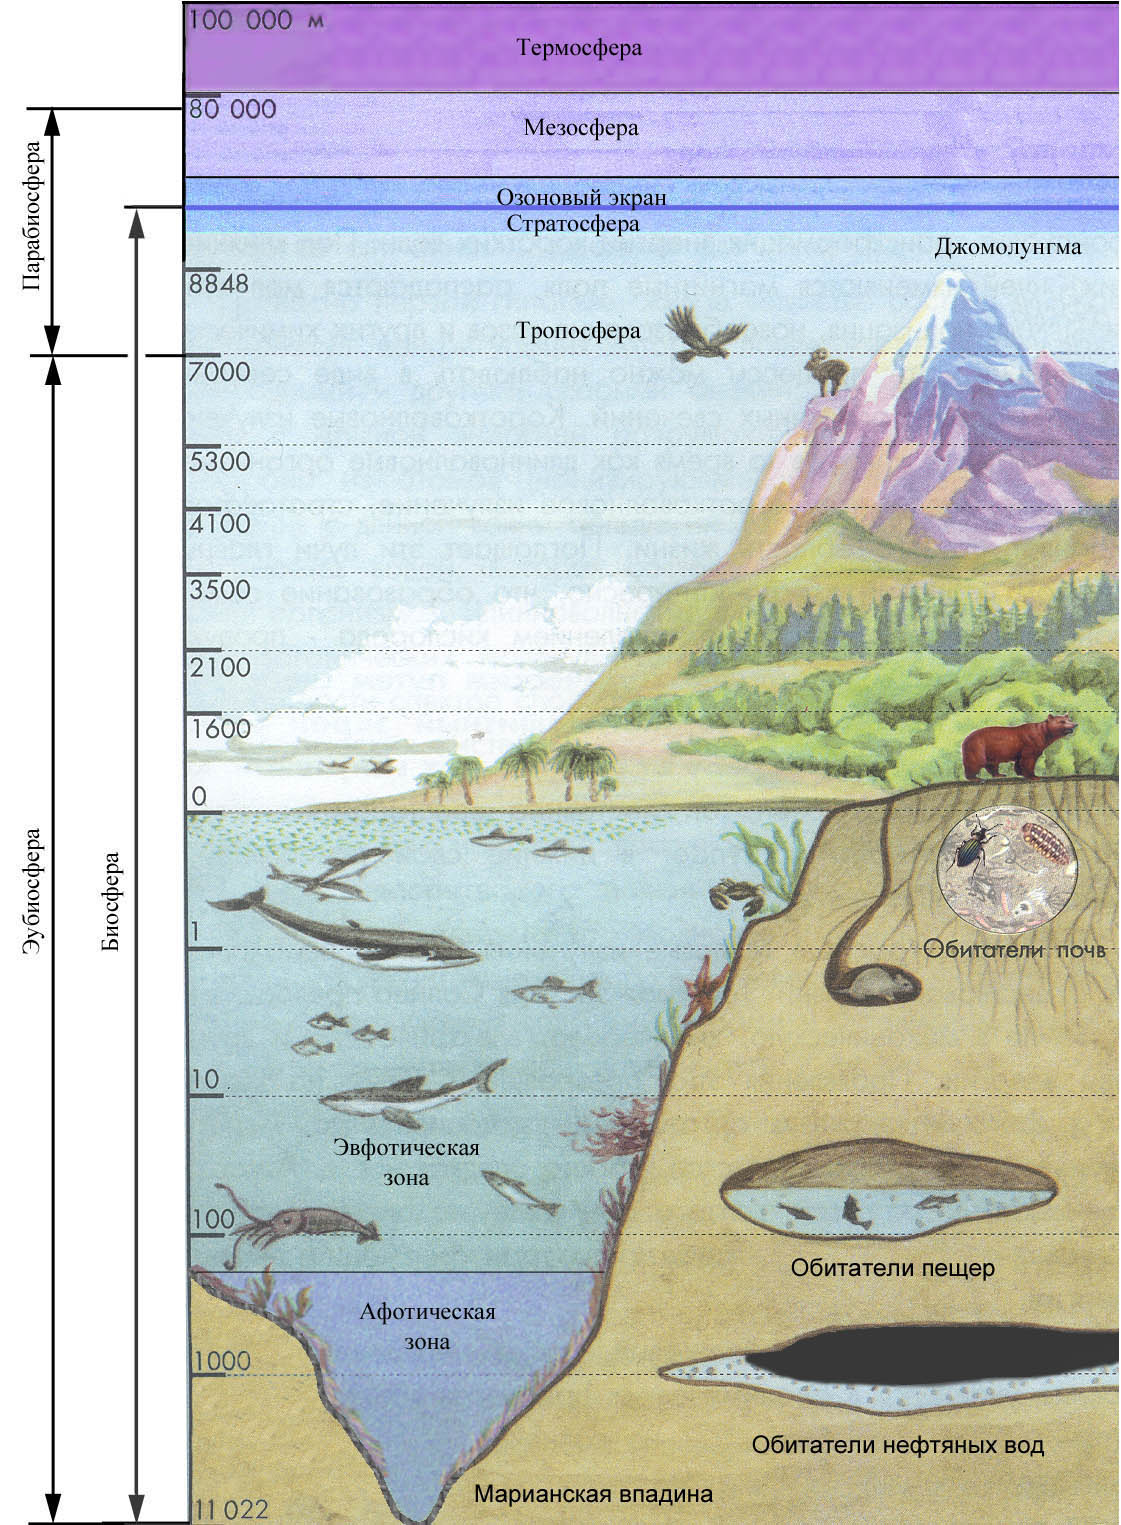 100 000 м
Термосфера
80 000
Мезосфера
Парабиосфера
Озоновый экран
Стратосфера
Джомолунгма
8848
Тропосфера
7000
5300
4100
3500
2100
1600
0
Эубиосфера
Биосфера
1
Обитатели почв
10
Эвфотическая
зона
100
Обитатели пещер
Афотическая
зона
1000
Обитатели нефтяных вод
Марианская впадина
11 022